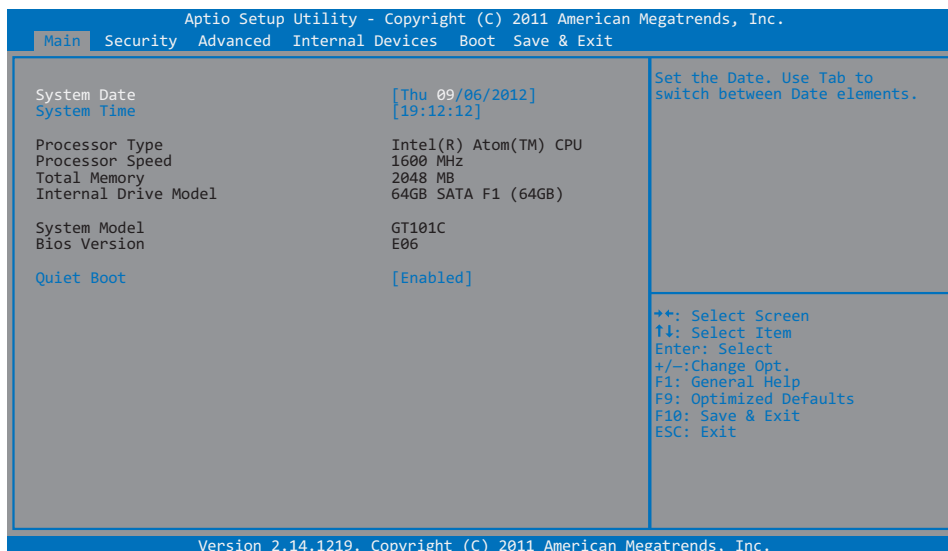 Aptio Setup Utility - Copyright (C) 2011 American Megatrends, Inc.
Main Security Advanced Internal Devices Boot Save & Exit
System Date [Thu 09/06/2012]
System Time [19:12:12]
Processor Type Intel(R) Atom(TM) CPU
Processor Speed 1600 MHz
Total Memory 2048 MB
Internal Drive Model 64GB SATA F1 (64GB)
System Model GT101C
Bios Version E06
Quiet Boot [Enabled]
Set the Date. Use Tab to
switch between Date elements.
→←: Select Screen
↑↓: Select Item
Enter: Select
+/—:Change Opt.
F1: General Help
F9: Optimized Defaults
F10: Save & Exit
ESC: Exit
Version 2.14.1219. Copyright (C) 2011 American Megatrends, Inc.